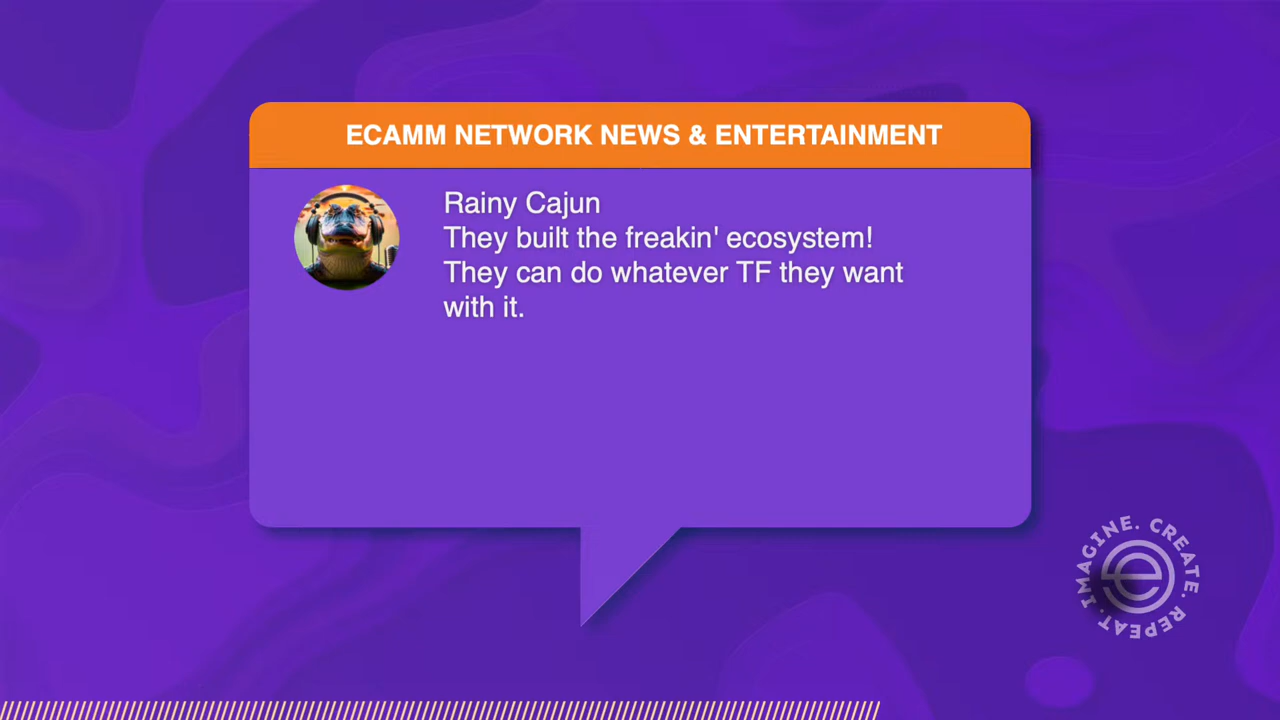 ECAMM NETWORK NEWS & ENTERTAINMENT
Rainy Cajun
They built the freakin' ecosystem!
They can do whatever TF they want
with it.
IMAGINE. CREATE. REPEAT.
e